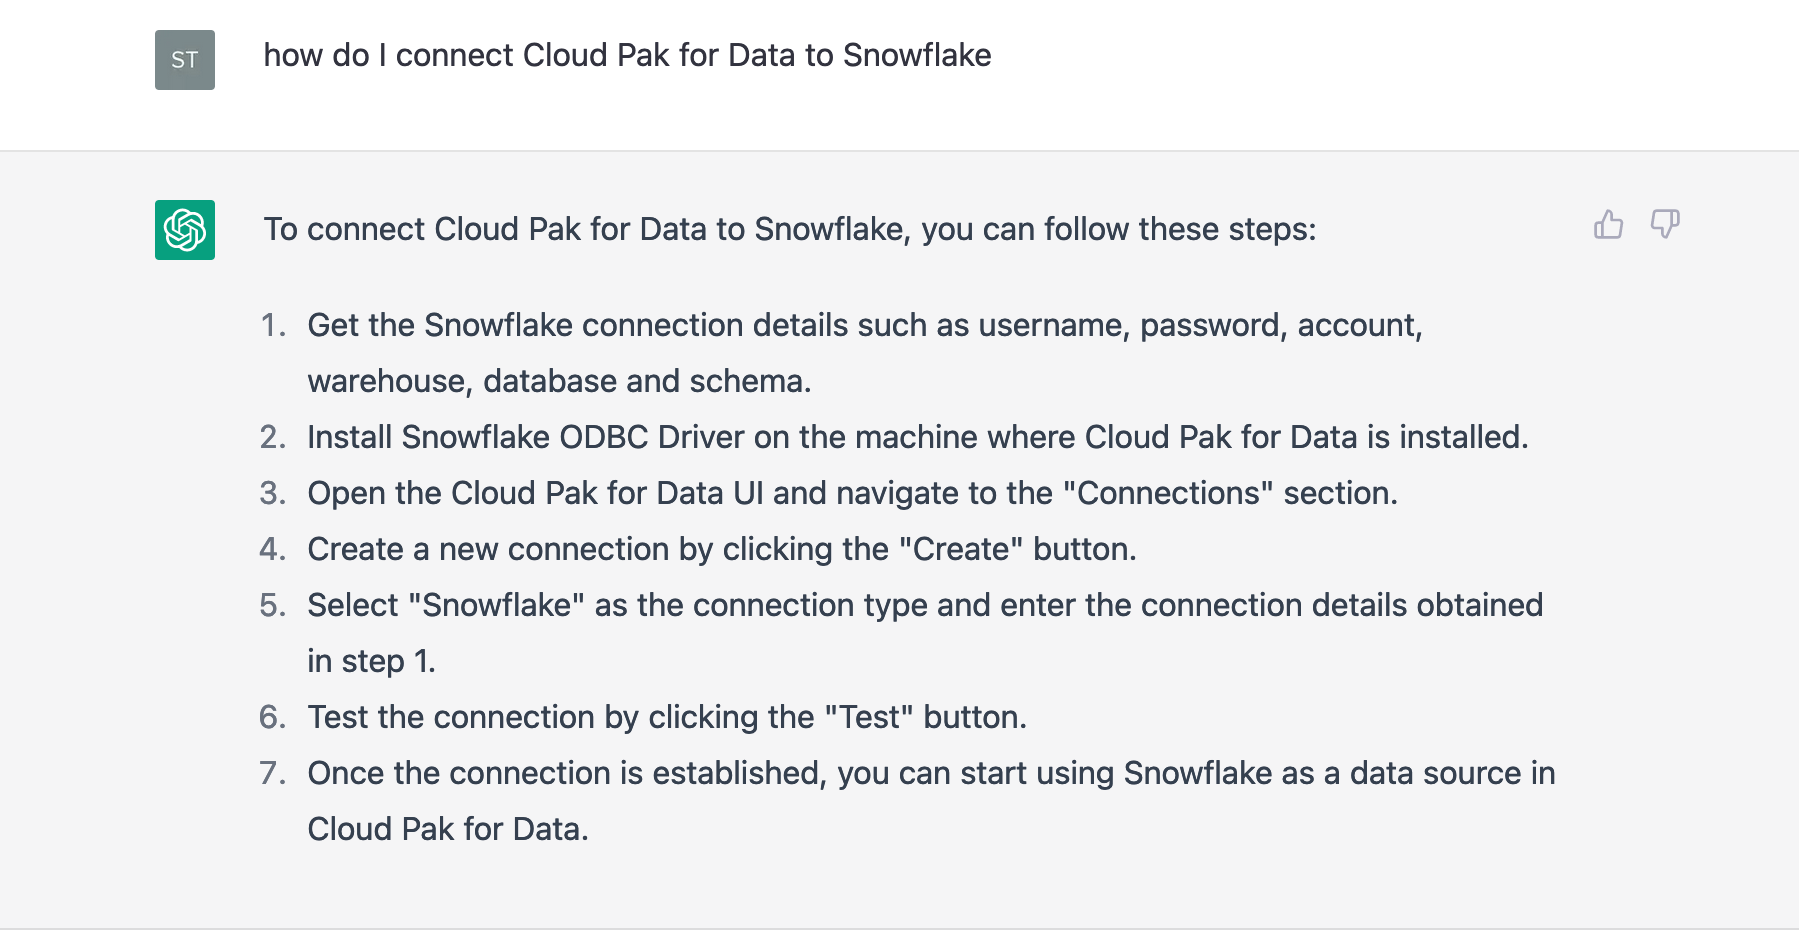 ST
how do I connect Cloud Pak for Data to Snowflake
To connect Cloud Pak for Data to Snowflake, you can follow these steps:
1. Get the Snowflake connection details such as username, password, account,
warehouse, database and schema.
2. Install Snowflake ODBC Driver on the machine where Cloud Pak for Data is installed.
3. Open the Cloud Pak for Data UI and navigate to the "Connections" section.
4. Create a new connection by clicking the "Create" button.
5. Select "Snowflake" as the connection type and enter the connection details obtained
in step 1.
6. Test the connection by clicking the "Test" button.
7. Once the connection is established, you can start using Snowflake as a data source in
Cloud Pak for Data.